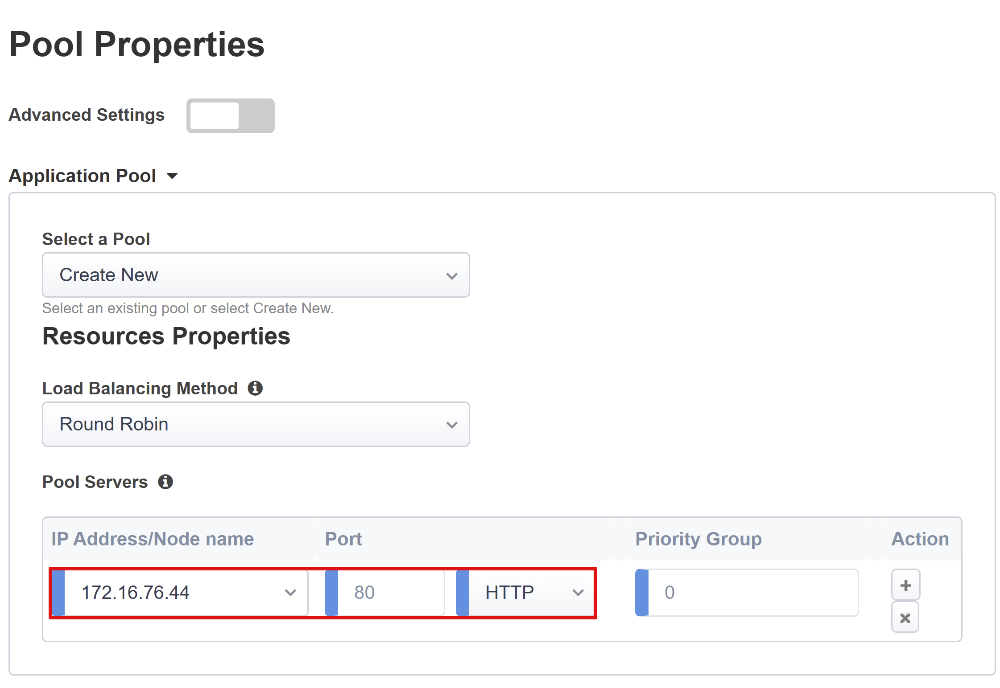 Pool Properties
Advanced Settings
Application Pool
Select a Pool
Create New
Select an existing pool or select Create New.
Resources Properties
Load Balancing Method
Round Robin
Pool Servers
IP Address/Node name Port Priority Group Action
172.16.76.44 80 HTTP 0